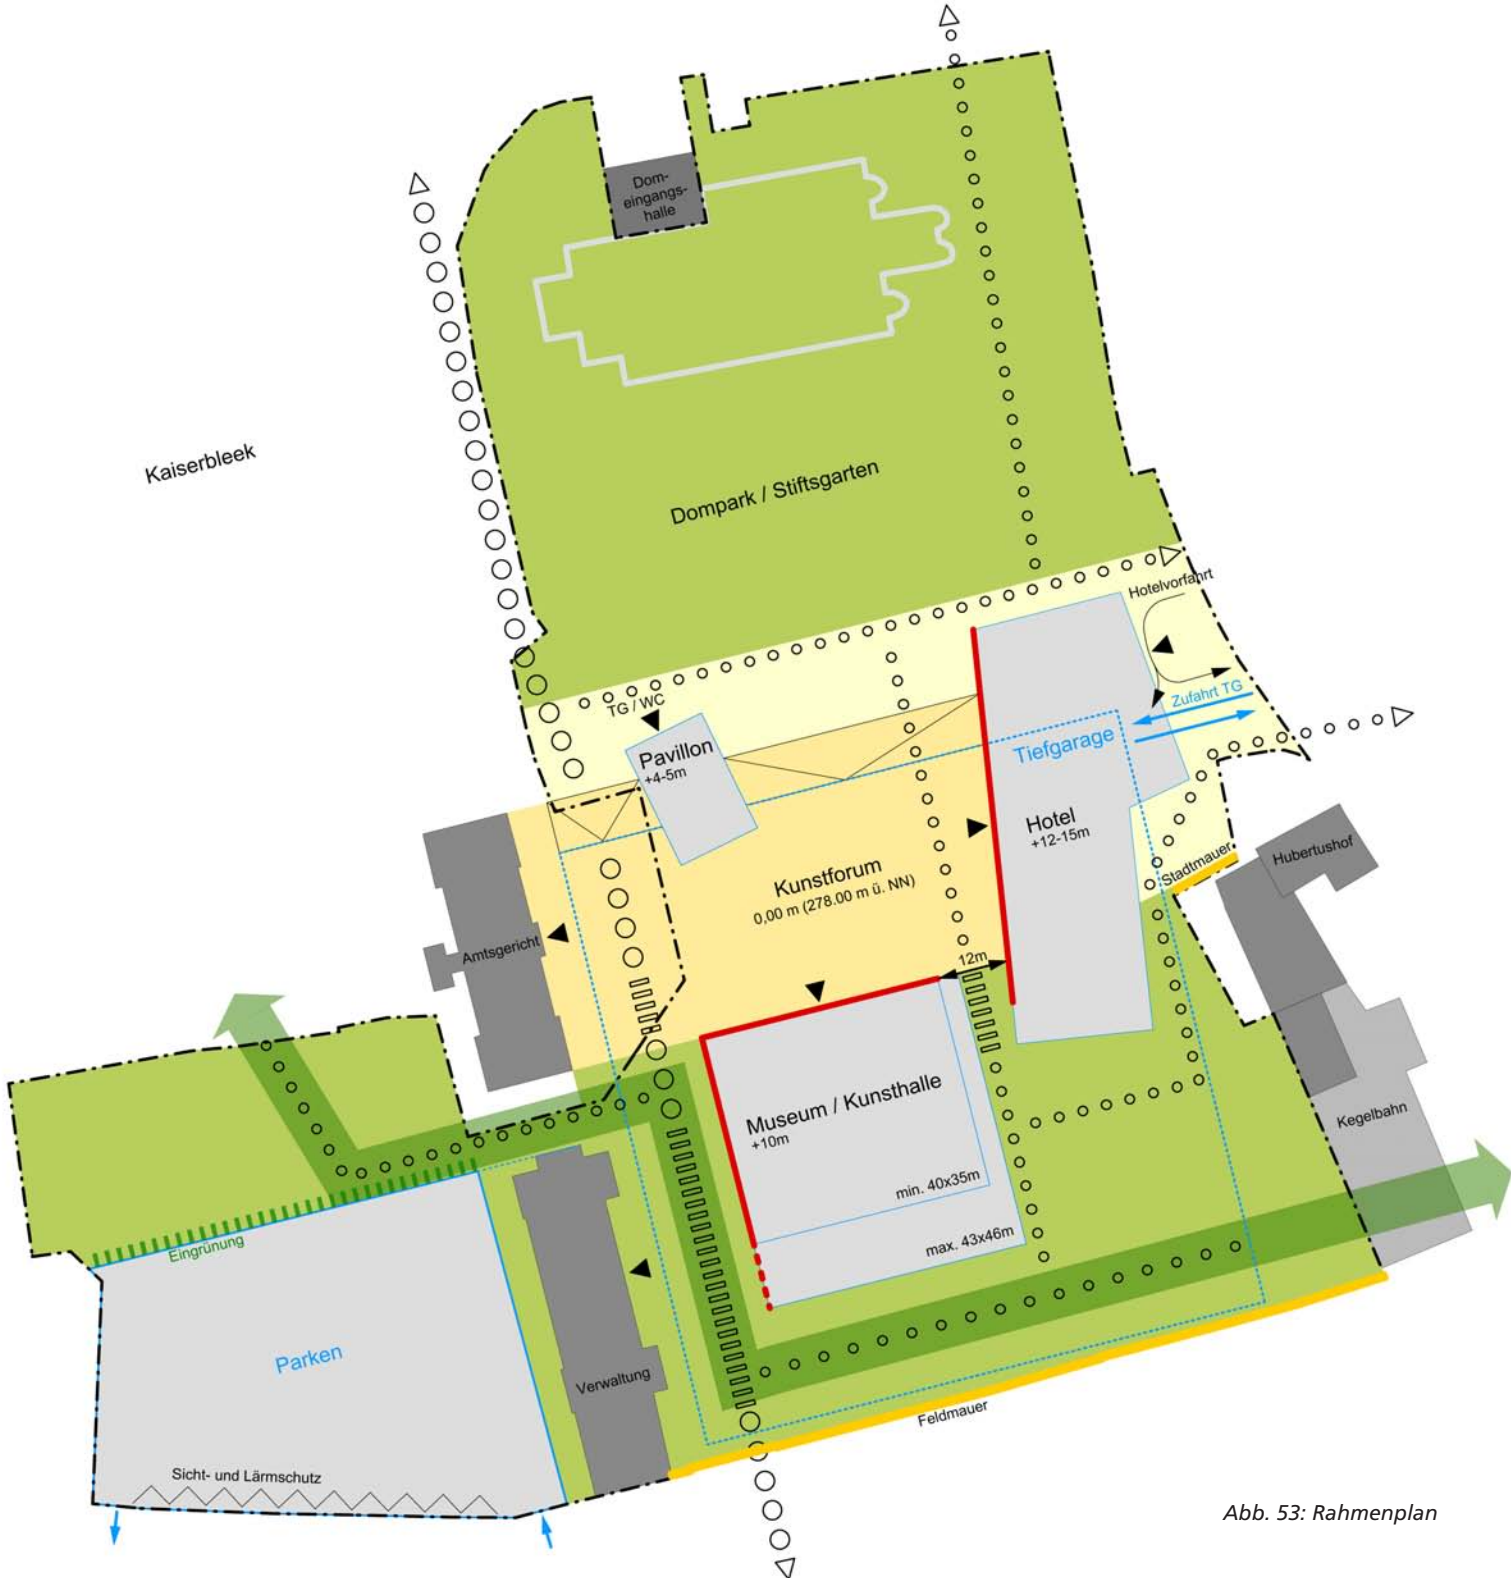 Dom-
eingangs-
halle
Kaiserbleek
Dompark / Stiftsgarten
Hotelvorfahrt
TG / WC
Zufahrt TG
Pavillon
+4-5m
Tiefgarage
Hotel
+12-15m
Hubertushof
Stadtmauer
Kunstforum
0,00 m (278.00 m ü. NN)
Amtsgericht
12m
Museum / Kunsthalle
+10m
Kegelbahn
min. 40x35m
max. 43x46m
Eingrünung
Parken
Verwaltung
Feldmauer
Sicht- und Lärmschutz
Abb. 53: Rahmenplan